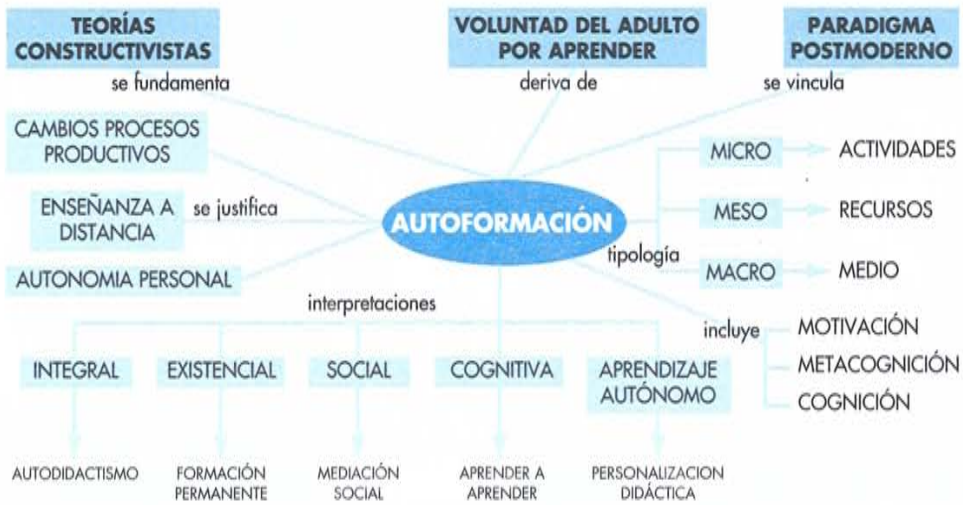 TEORÍAS
CONSTRUCTIVISTAS
VOLUNTAD DEL ADULTO
POR APRENDER
PARADIGMA
POSTMODERNO
se fundamenta
deriva de
se vincula
CAMBIOS PROCESOS
PRODUCTIVOS
ENSEÑANZA A
DISTANCIA
se justifica
AUTONOMIA PERSONAL
AUTOFORMACIÓN
tipología
MICRO
ACTIVIDADES
MESO
RECURSOS
MACRO
MEDIO
incluye
MOTIVACIÓN
METACOGNICIÓN
COGNICIÓN
interpretaciones
INTEGRAL
EXISTENCIAL
SOCIAL
COGNITIVA
APRENDIZAJE
AUTÓNOMO
AUTODIDACTISMO
FORMACIÓN
PERMANENTE
MEDIACIÓN
SOCIAL
APRENDER A
APRENDER
PERSONALIZACION
DIDÁCTICA